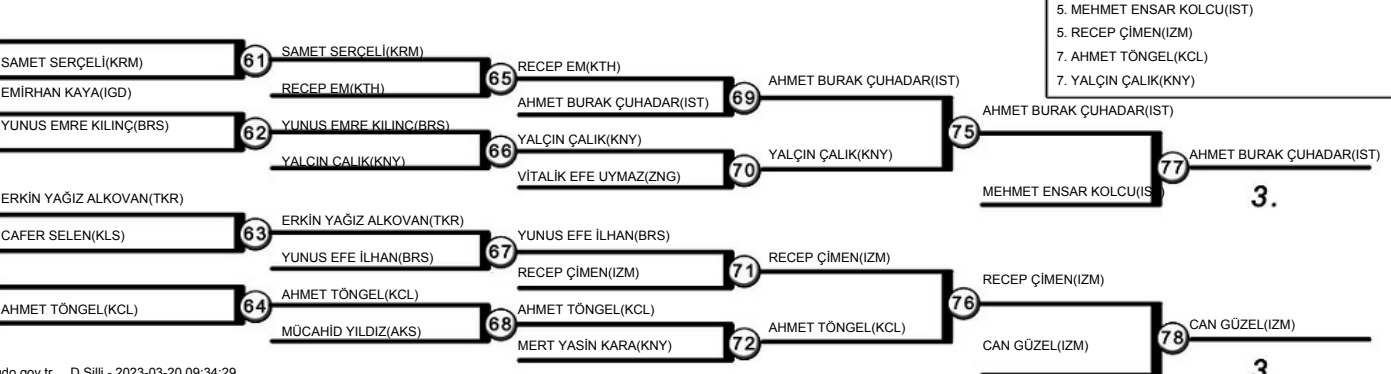 5. MEHMET ENSAR KOLCU(IST)
5. RECEP ÇİMEN(IZM)
7. AHMET TÖNGEL(KCL)
7. YALÇIN ÇALIK(KNY)
SAMET SERÇELİ(KRM)
EMİRHAN KAYA(IGD)
61
SAMET SERÇELİ(KRM)
RECEP EM(KTH)
65
RECEP EM(KTH)
AHMET BURAK ÇUHADAR(IST)
69
AHMET BURAK ÇUHADAR(IST)
YUNUS EMRE KILINÇ(BRS)
62
YUNUS EMRE KILINÇ(BRS)
YALÇIN ÇALIK(KNY)
66
YALÇIN ÇALIK(KNY)
VİTALİK EFE UYMAZ(ZNG)
70
YALÇIN ÇALIK(KNY)
75
AHMET BURAK ÇUHADAR(IST)
MEHMET ENSAR KOLCU(IST)
77
AHMET BURAK ÇUHADAR(IST)
3.
ERKİN YAĞIZ ALKOVAN(TKR)
CAFER SELEN(KLS)
63
ERKİN YAĞIZ ALKOVAN(TKR)
YUNUS EFE İLHAN(BRS)
67
YUNUS EFE İLHAN(BRS)
RECEP ÇİMEN(IZM)
71
RECEP ÇİMEN(IZM)
AHMET TÖNGEL(KCL)
64
AHMET TÖNGEL(KCL)
MÜCAHİD YILDIZ(AKS)
68
AHMET TÖNGEL(KCL)
MERT YASİN KARA(KNY)
72
AHMET TÖNGEL(KCL)
76
RECEP ÇİMEN(IZM)
CAN GÜZEL(IZM)
78
CAN GÜZEL(IZM)
3
do.gov.tr D.Silli - 2023-03-20 09:34:29